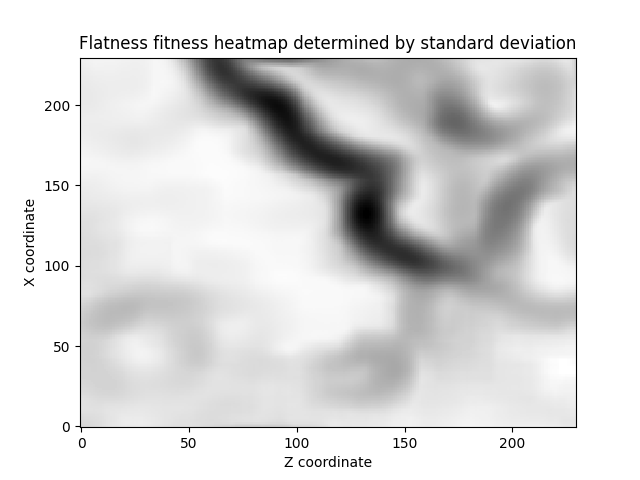 Flatness fitness heatmap determined by standard deviation
200
150
100
50
0
X coordinate
0 50 100 150 200
Z coordinate